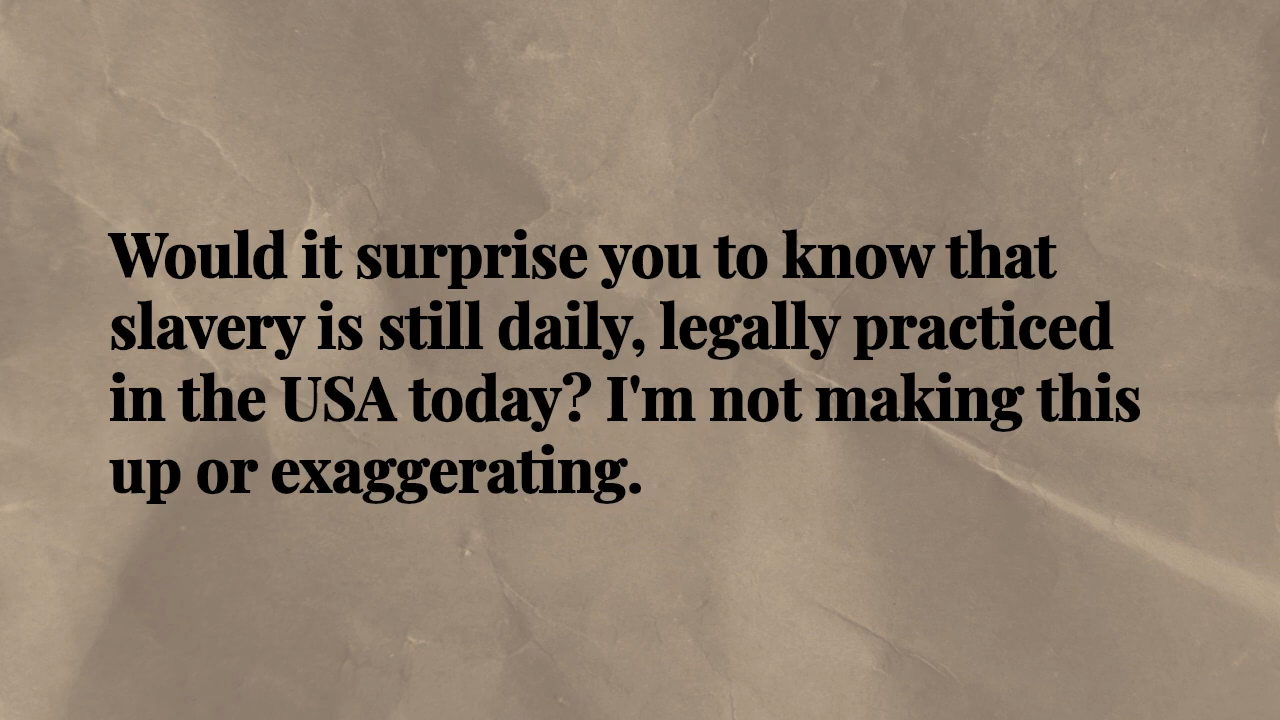 Would it surprise you to know that
slavery is still daily, legally practiced
in the USA today? I'm not making this
up or exaggerating.